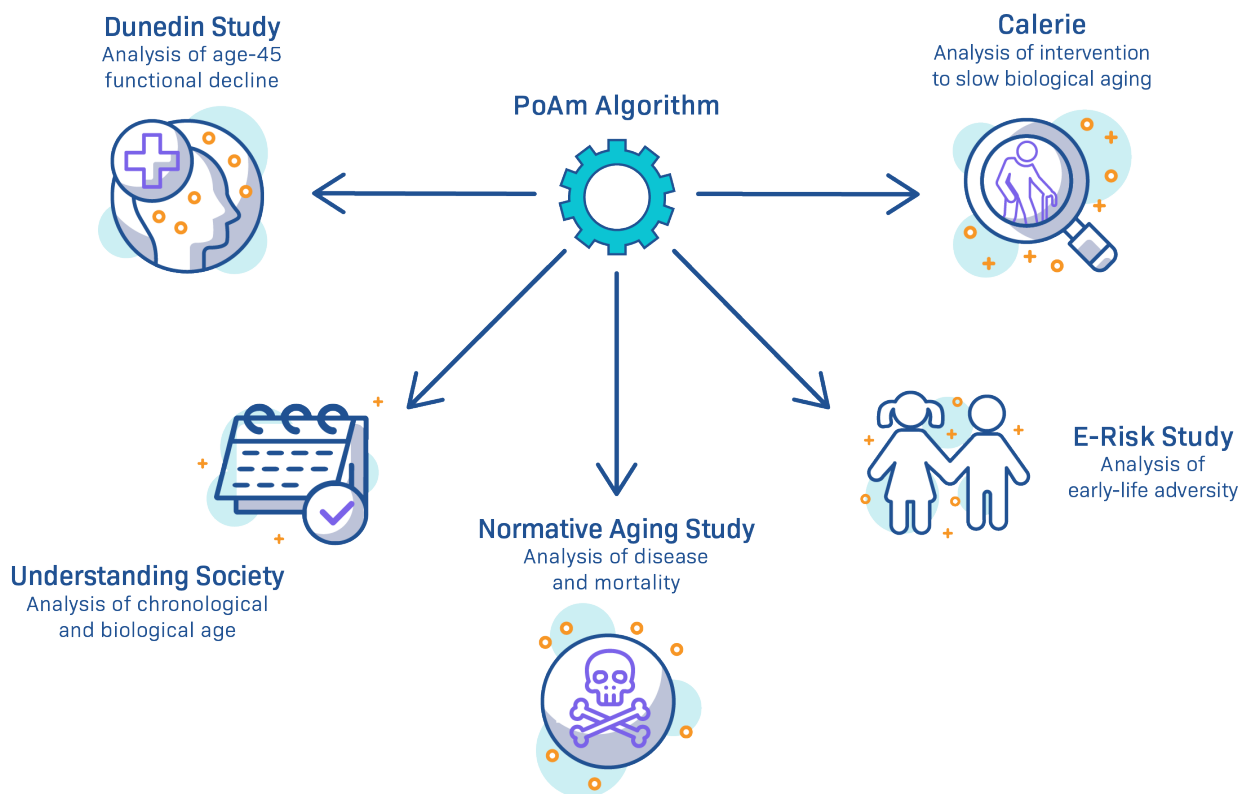 Dunedin Study
Analysis of age-45
functional decline
PoAm Algorithm
Calerie
Analysis of intervention
to slow biological aging
Understanding Society
Analysis of chronological
and biological age
Normative Aging Study
Analysis of disease
and mortality
E-Risk Study
Analysis of
early-life adversity